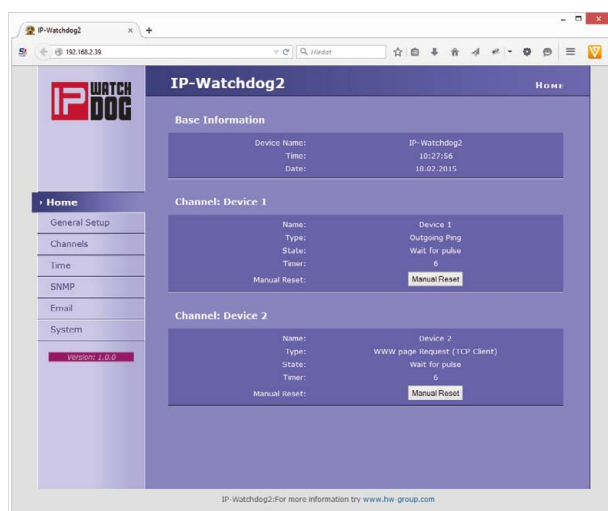 IP-Watchdog2
192.168.2.39
Hledat
IP WATCH DOG
IP-Watchdog2
Home
Base Information
Device Name: IP-Watchdog2
Time: 10:27:56
Date: 18.02.2015
Home
General Setup
Channels
Time
SNMP
Email
System
Version: 1.0.0
Channel: Device 1
Name: Device 1
Type: Outgoing Ping
State: Wait for pulse
Timer: 6
Manual Reset: Manual Reset
Channel: Device 2
Name: Device 2
Type: WWW page Request (TCP Client)
State: Wait for pulse
Timer: 6
Manual Reset: Manual Reset
IP-Watchdog2:For more information try www.hw-group.com